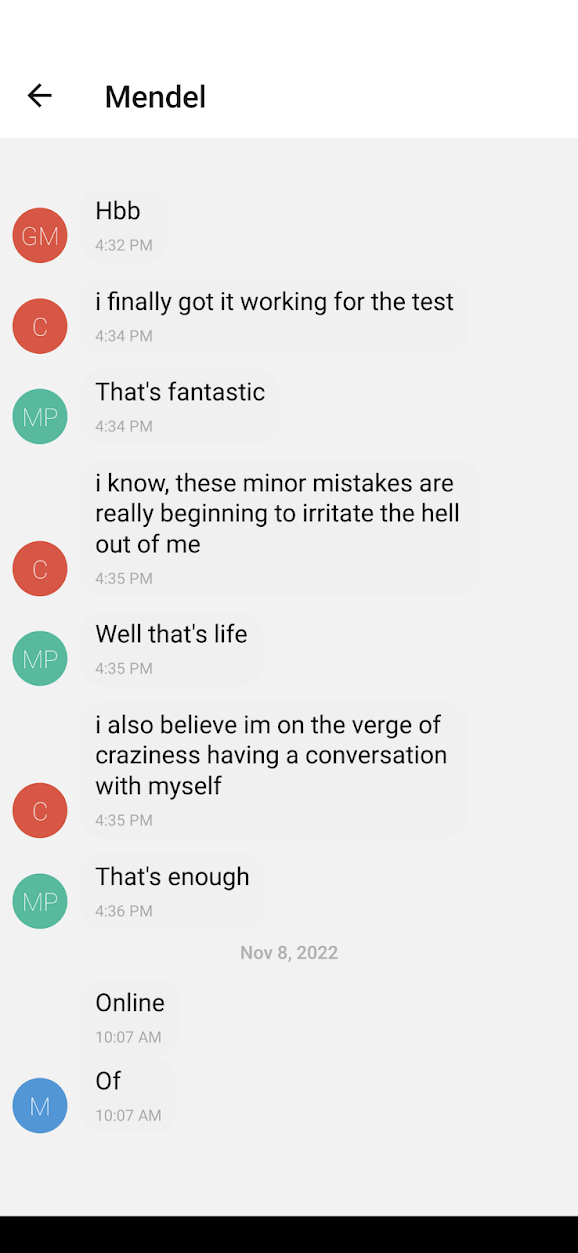 Mendel
Hbb
GM
4:32 PM
i finally got it working for the test
C
4:34 PM
That's fantastic
MP
4:34 PM
i know, these minor mistakes are
really beginning to irritate the hell
out of me
C
4:35 PM
Well that's life
MP
4:35 PM
i also believe im on the verge of
craziness having a conversation
with myself
C
4:35 PM
That's enough
MP
4:36 PM
Nov 8, 2022
Online
10:07 AM
Of
M
10:07 AM